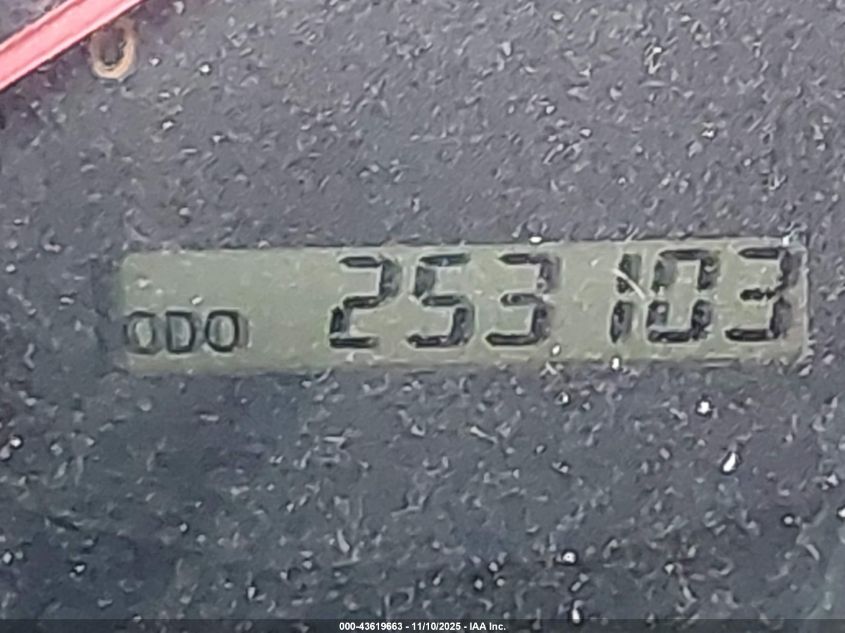 ODO 253103
000-43619663 - 11/10/2025 - IAA Inc.